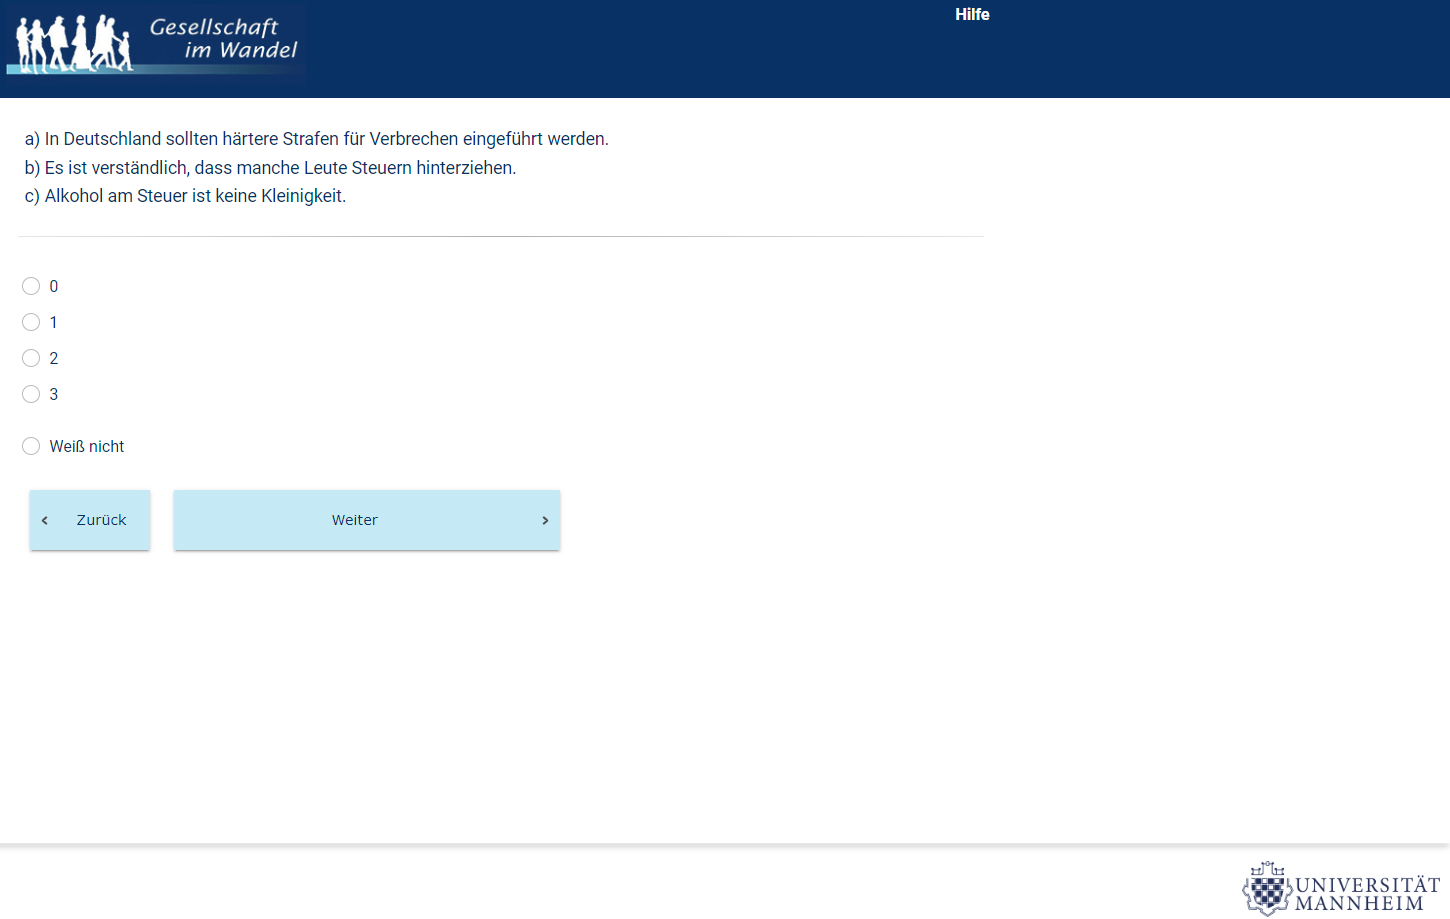 Gesellschaft
im Wandel
Hilfe
a) In Deutschland sollten härtere Strafen für Verbrechen eingeführt werden.
b) Es ist verständlich, dass manche Leute Steuern hinterziehen.
c) Alkohol am Steuer ist keine Kleinigkeit.
0
1
2
3
Weiß nicht
‹ Zurück
Weiter ›
UNIVERSITÄT
MANNHEIM